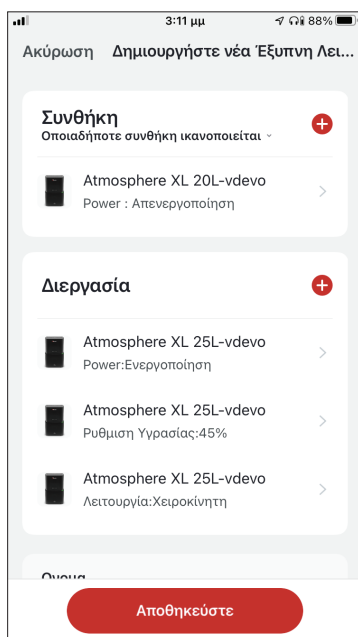 3:11 μμ
88%
Ακύρωση Δημιουργήστε νέα Έξυπνη Λει...
Συνθήκη
Οποιαδήποτε συνθήκη ικανοποιείται
Atmosphere XL 20L-vdevo
Power : Απενεργοποίηση
Διεργασία
Atmosphere XL 25L-vdevo
Power:Ενεργοποίηση
Atmosphere XL 25L-vdevo
Ρυθμιση Υγρασίας:45%
Atmosphere XL 25L-vdevo
Λειτουργία:Χειροκίνητη
Όνομα
Αποθηκεύστε